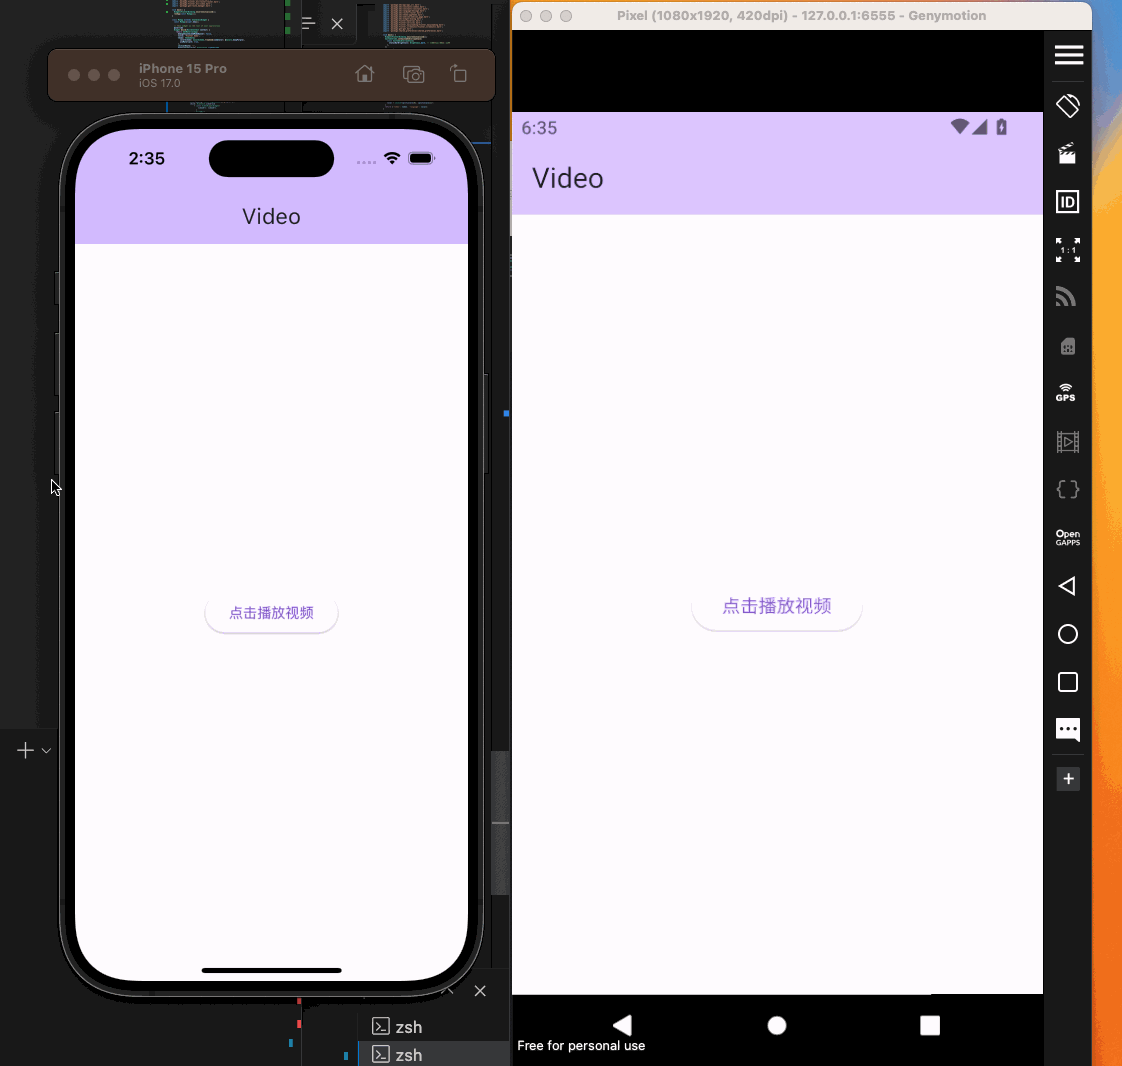 iPhone 15 Pro
iOS 17.0
2:35
Video
点击播放视频
zsh
zsh
Pixel (1080x1920, 420dpi) - 127.0.0.1:6555 - Genymotion
6:35
Video
点击播放视频
Free for personal use
ID
1:1
GPS
Open
GAPPS